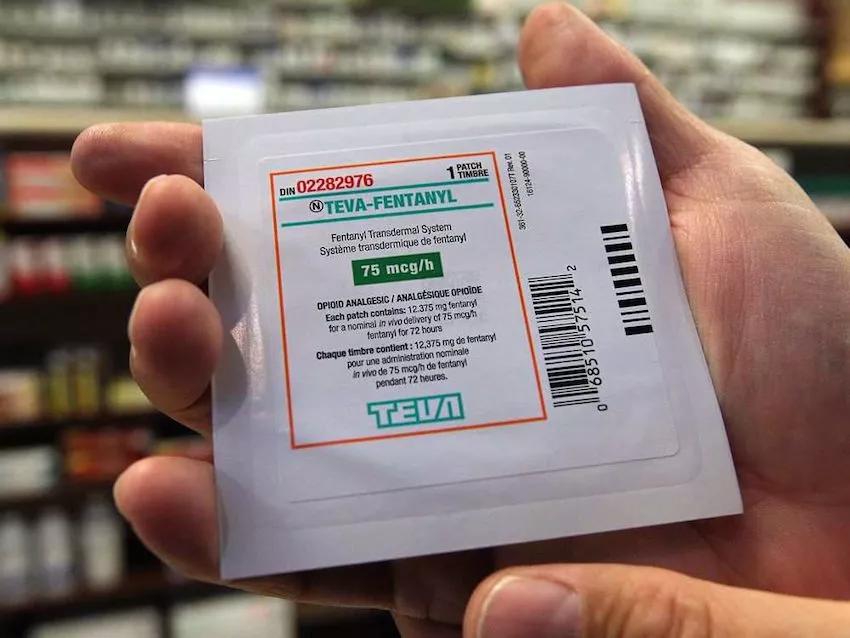 DIN 02282976
1 PATCH TIMBRE
N TEVA-FENTANYL
Fentanyl Transdermal System
Système transdermique de fentanyl
75 mcg/h
OPIOID ANALGESIC / ANALGÉSIQUE OPIOÏDE
Each patch contains: 12.375 mg fentanyl
for a nominal in vivo delivery of 75 mcg/h
fentanyl for 72 hours
Chaque timbre contient : 12,375 mg de fentanyl
pour une administration nominale
in vivo de 75 mcg/h de fentanyl
pendant 72 heures.
TEVA
Rev. 01
0 68510 57514 2